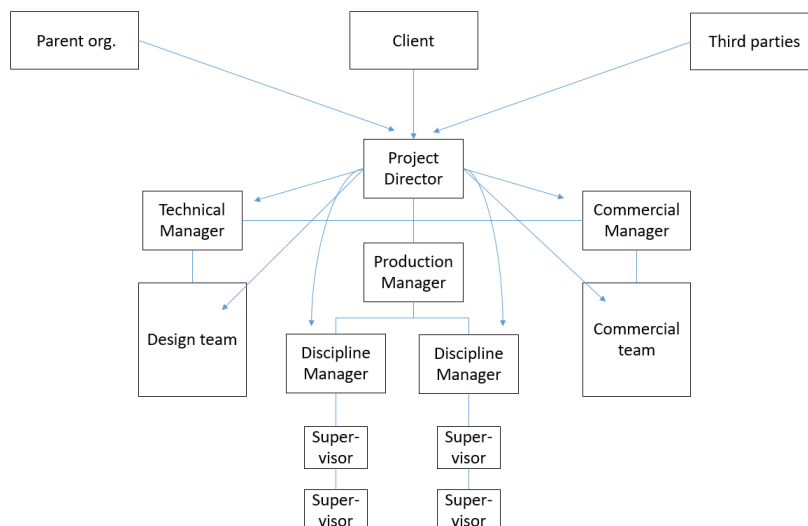 Parent org.
Client
Third parties
Project
Director
Technical
Manager
Commercial
Manager
Production
Manager
Design team
Discipline
Manager
Discipline
Manager
Commercial
team
Super-
visor
Super-
visor
Super-
visor
Super-
visor